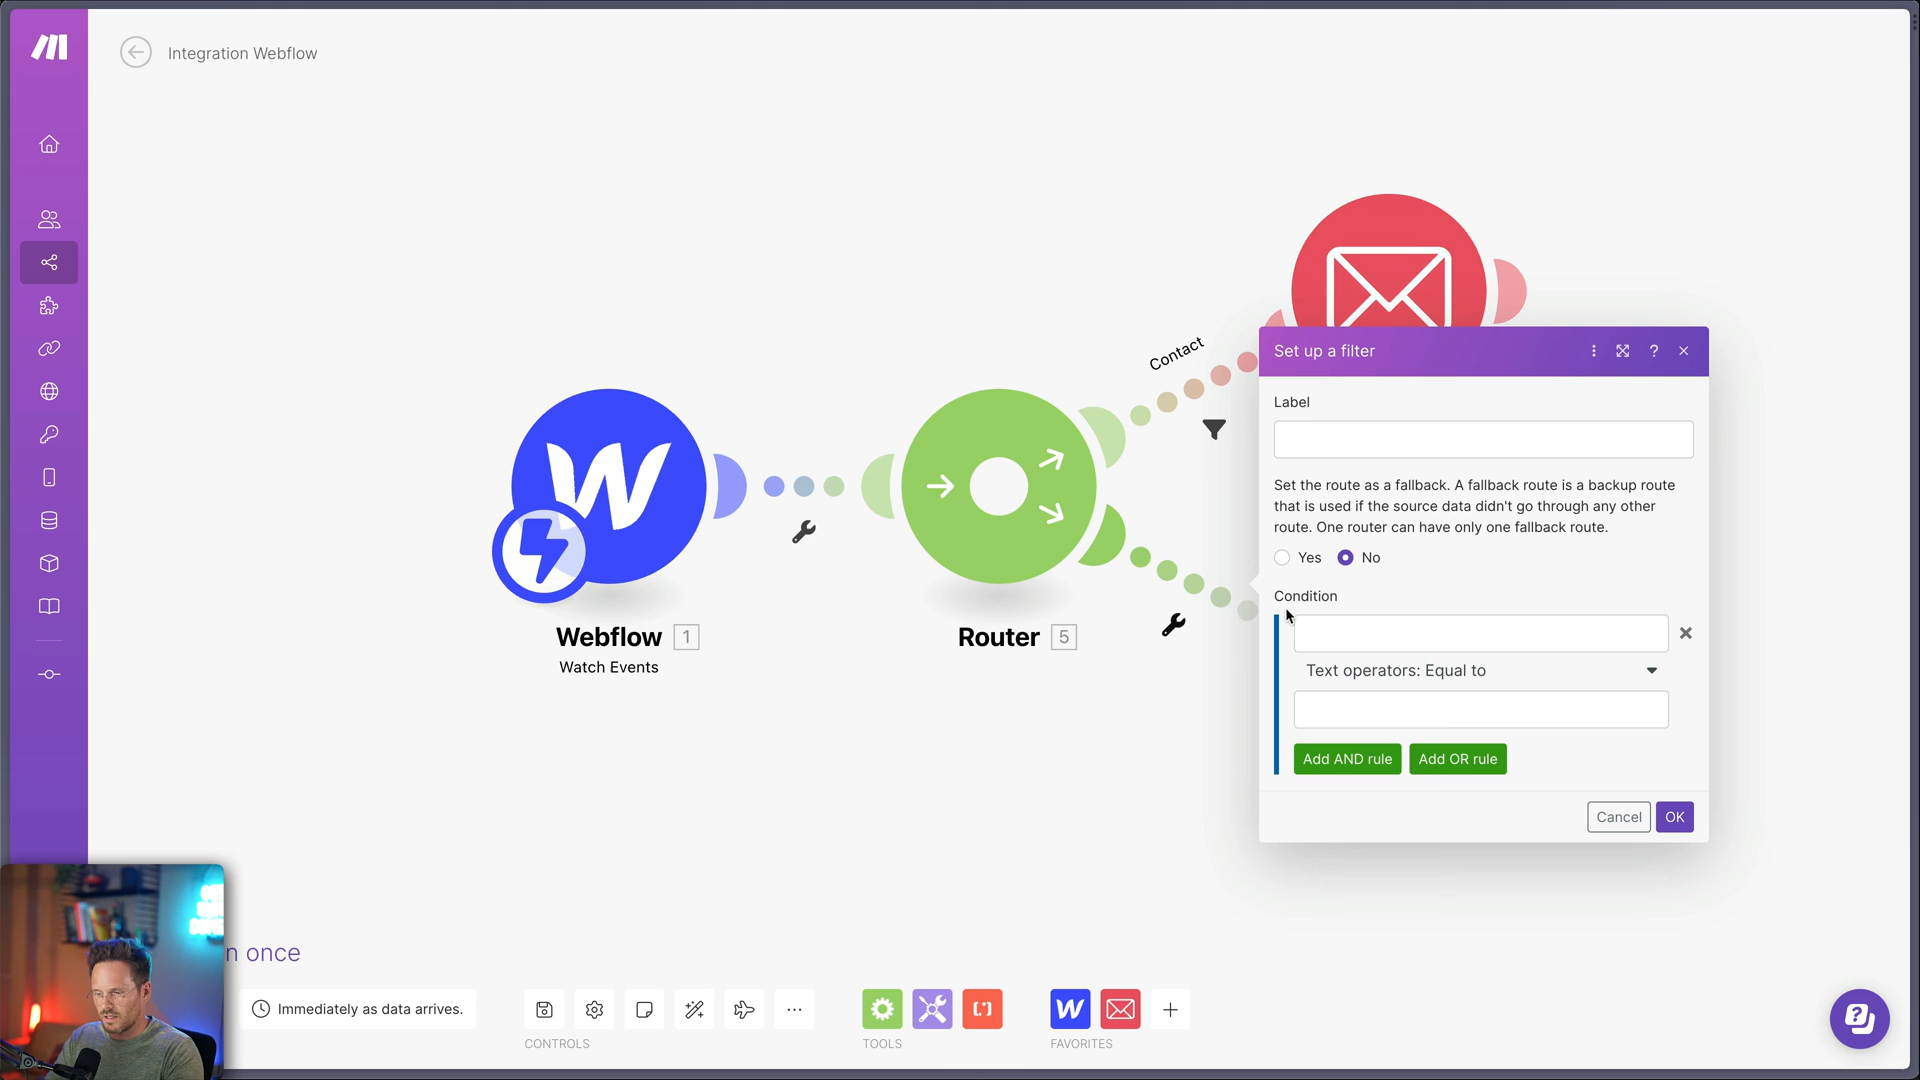 Integration Webflow
Contact
Set up a filter
Label
Set the route as a fallback. A fallback route is a backup route
that is used if the source data didn't go through any other
route. One router can have only one fallback route.
Yes
No
Condition
Text operators: Equal to
Add AND rule
Add OR rule
Cancel
OK
Webflow 1
Watch Events
Router 5
n once
Immediately as data arrives.
CONTROLS
TOOLS
FAVORITES